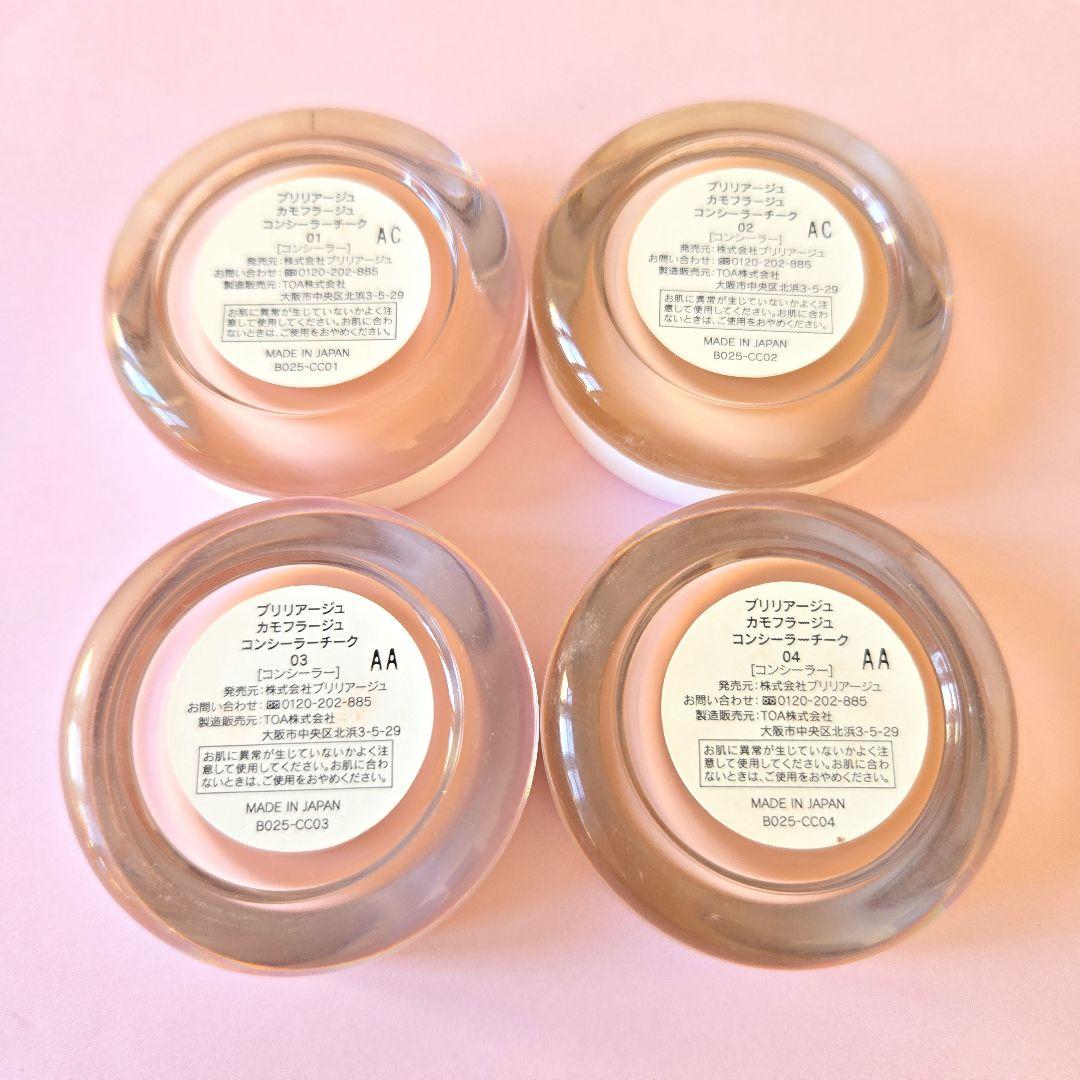 ブリリアージュ
カモフラージュ
コンシーラーチーク
01
AC
[コンシーラー]
発売元:株式会社ブリリアージュ
お問い合わせ:0120-202-885
製造販売元:TOA株式会社
大阪市中央区北浜3-5-29
お肌に異常が生じていないかよく注
意して使用してください。お肌に合わ
ないときは、ご使用をおやめください。
MADE IN JAPAN
B025-CC01
ブリリアージュ
カモフラージュ
コンシーラーチーク
02
AC
[コンシーラー]
発売元:株式会社ブリリアージュ
お問い合わせ:0120-202-885
製造販売元:TOA株式会社
大阪市中央区北浜3-5-29
お肌に異常が生じていないかよく注
意して使用してください。お肌に合わ
ないときは、ご使用をおやめください。
MADE IN JAPAN
B025-CC02
ブリリアージュ
カモフラージュ
コンシーラーチーク
03
AA
[コンシーラー]
発売元:株式会社ブリリアージュ
お問い合わせ:0120-202-885
製造販売元:TOA株式会社
大阪市中央区北浜3-5-29
お肌に異常が生じていないかよく注
意して使用してください。お肌に合わ
ないときは、ご使用をおやめください。
MADE IN JAPAN
B025-CC03
ブリリアージュ
カモフラージュ
コンシーラーチーク
04
AA
[コンシーラー]
発売元:株式会社ブリリアージュ
お問い合わせ:0120-202-885
製造販売元:TOA株式会社
大阪市中央区北浜3-5-29
お肌に異常が生じていないかよく注
意して使用してください。お肌に合わ
ないときは、ご使用をおやめください。
MADE IN JAPAN
B025-CC04